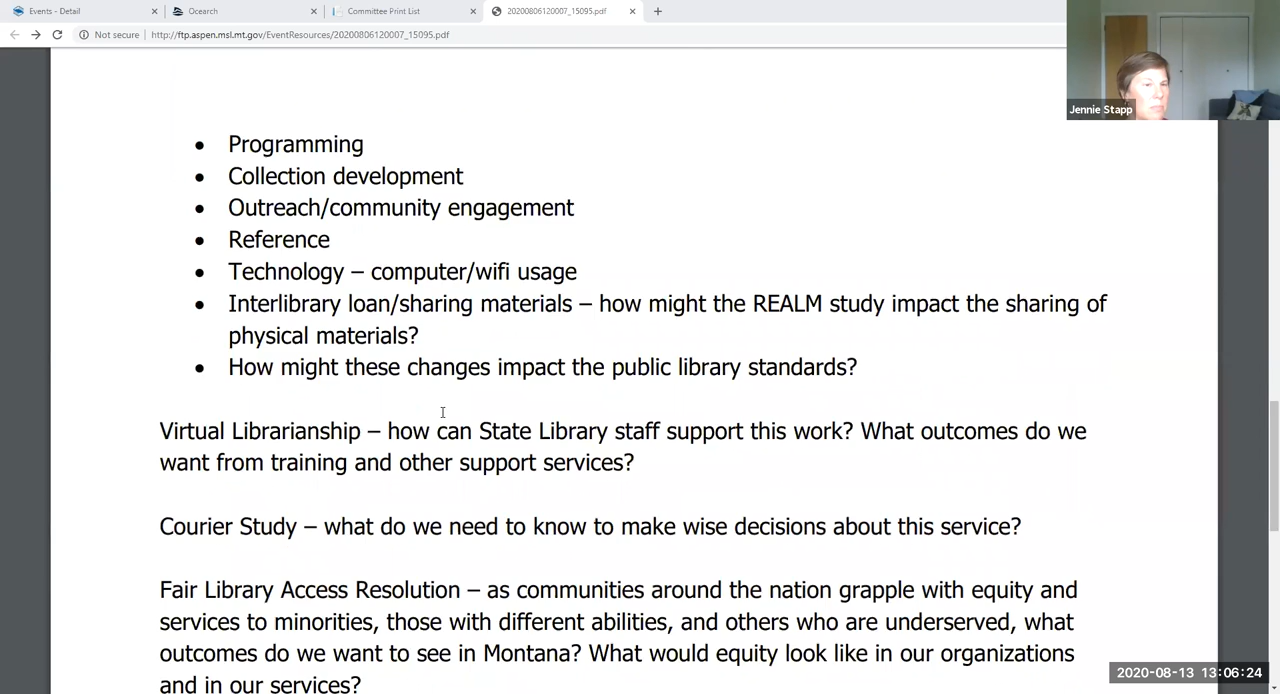 Events - Detail
Ocearch
Committee Print List
20200806120007_15095.pdf
Not secure
http://ftp.aspen.msl.mt.gov/EventResources/20200806120007_15095.pdf
Jennie Stapp
• Programming
• Collection development
• Outreach/community engagement
• Reference
• Technology – computer/wifi usage
• Interlibrary loan/sharing materials – how might the REALM study impact the sharing of
physical materials?
• How might these changes impact the public library standards?
Virtual Librarianship – how can State Library staff support this work? What outcomes do we
want from training and other support services?
Courier Study – what do we need to know to make wise decisions about this service?
Fair Library Access Resolution – as communities around the nation grapple with equity and
services to minorities, those with different abilities, and others who are underserved, what
outcomes do we want to see in Montana? What would equity look like in our organizations
and in our services?
2020-08-13 13:06:24